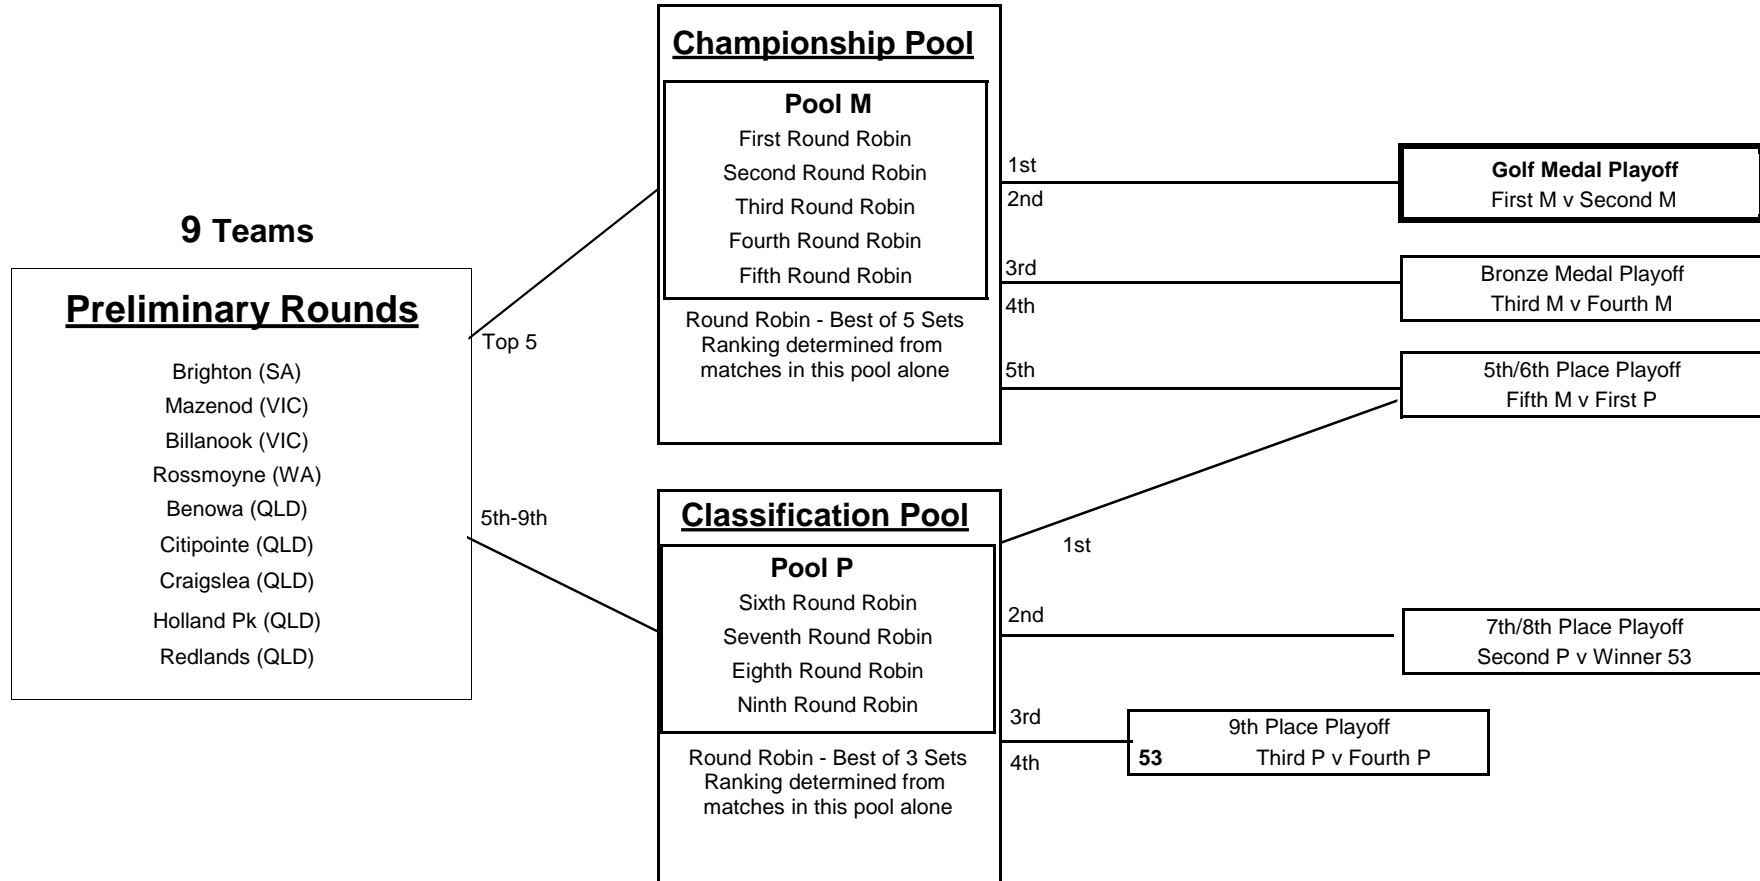 9 Teams
Preliminary Rounds
Brighton (SA)
Mazenod (VIC)
Billanook (VIC)
Rossmoyne (WA)
Benowa (QLD)
Citipointe (QLD)
Craigslea (QLD)
Holland Pk (QLD)
Redlands (QLD)
Top 5
5th-9th
Championship Pool
Pool M
First Round Robin
Second Round Robin
Third Round Robin
Fourth Round Robin
Fifth Round Robin
Round Robin - Best of 5 Sets
Ranking determined from
matches in this pool alone
1st
2nd
3rd
4th
5th
Golf Medal Playoff
First M v Second M
Bronze Medal Playoff
Third M v Fourth M
5th/6th Place Playoff
Fifth M v First P
Classification Pool
Pool P
Sixth Round Robin
Seventh Round Robin
Eighth Round Robin
Ninth Round Robin
Round Robin - Best of 3 Sets
Ranking determined from
matches in this pool alone
1st
2nd
3rd
4th
7th/8th Place Playoff
Second P v Winner 53
9th Place Playoff
53 Third P v Fourth P